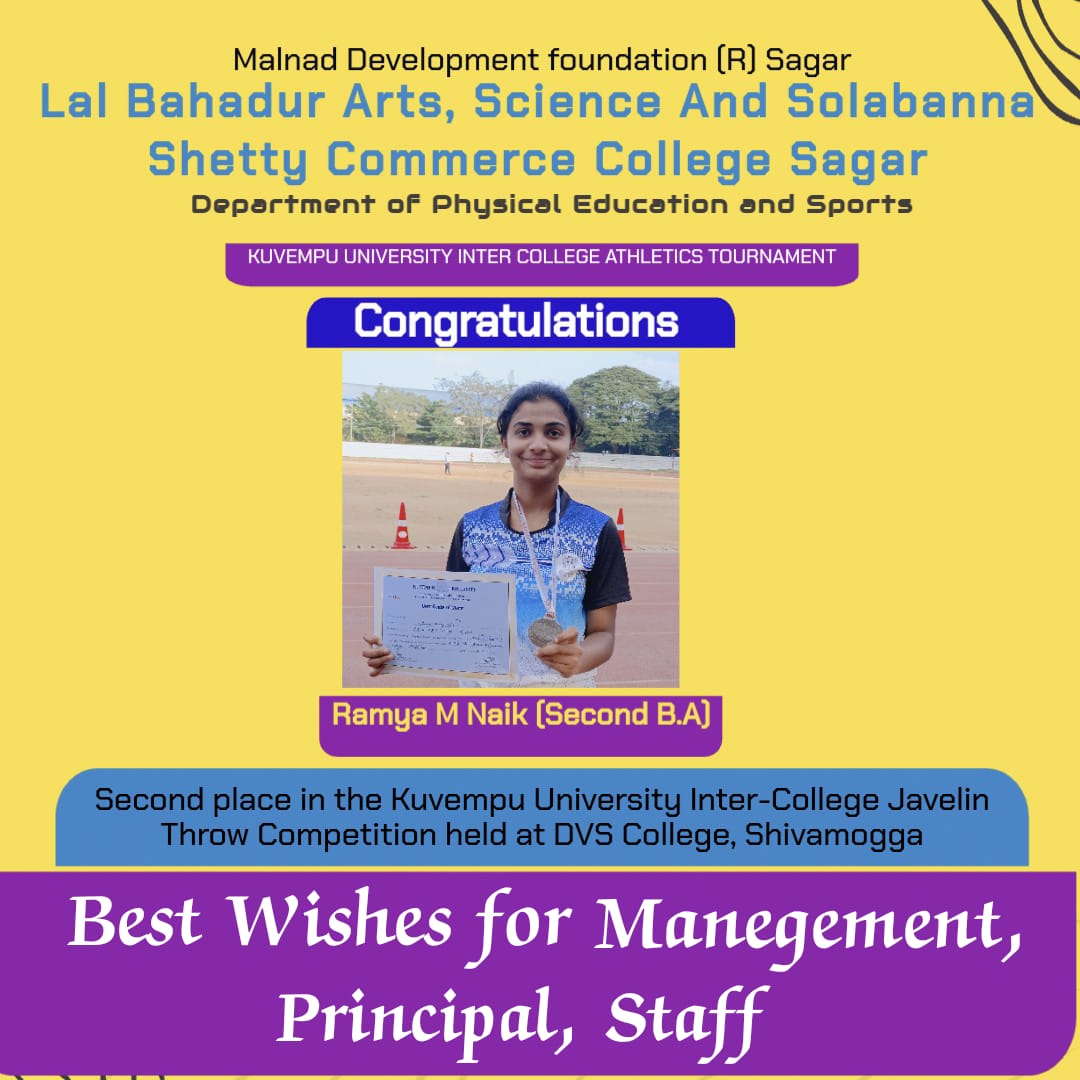 Malnad Development foundation (R) Sagar
Lal Bahadur Arts, Science And Solabanna
Shetty Commerce College Sagar
Department of Physical Education and Sports
KUVEMPU UNIVERSITY INTER COLLEGE ATHLETICS TOURNAMENT
Congratulations
Ramya M Naik (Second B.A)
Second place in the Kuvempu University Inter-College Javelin
Throw Competition held at DVS College, Shivamogga
Best Wishes for Manegement,
Principal, Staff